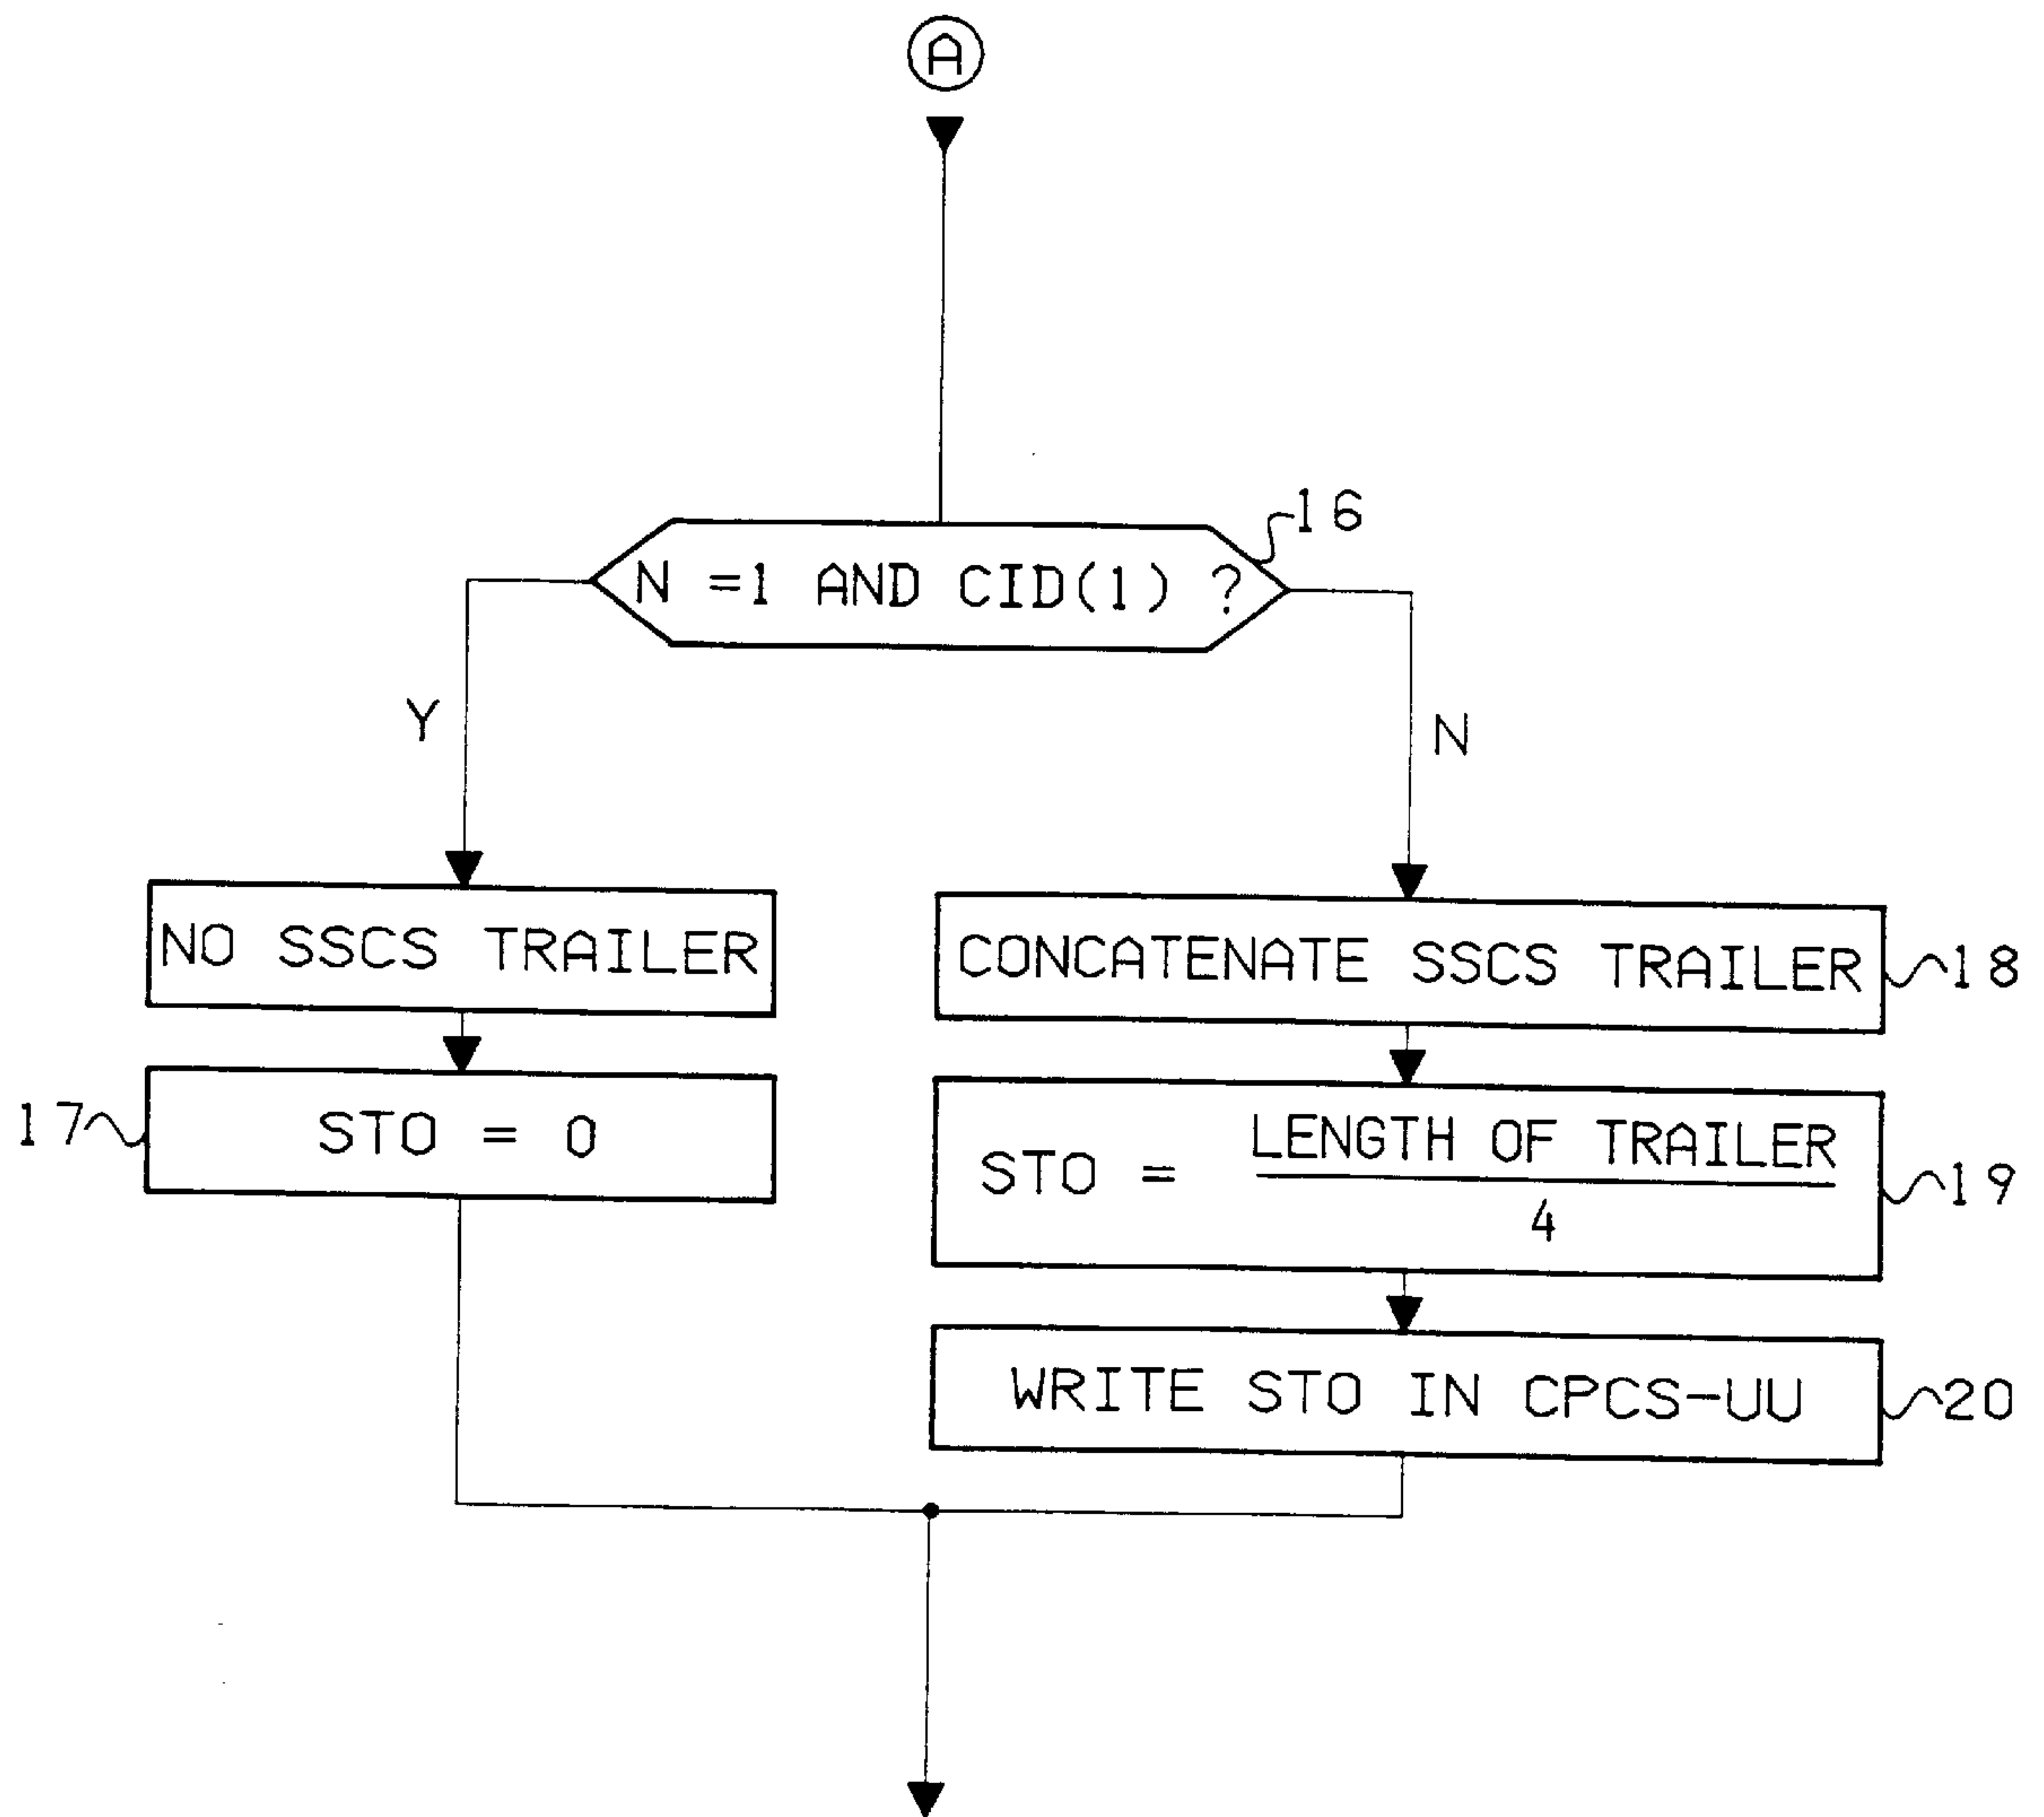 A
16
N =1 AND CID(1) ?
Y
N
NO SSCS TRAILER
CONCATENATE SSCS TRAILER
18
17
STO = 0
STO = LENGTH OF TRAILER
4
19
WRITE STO IN CPCS-UU
20